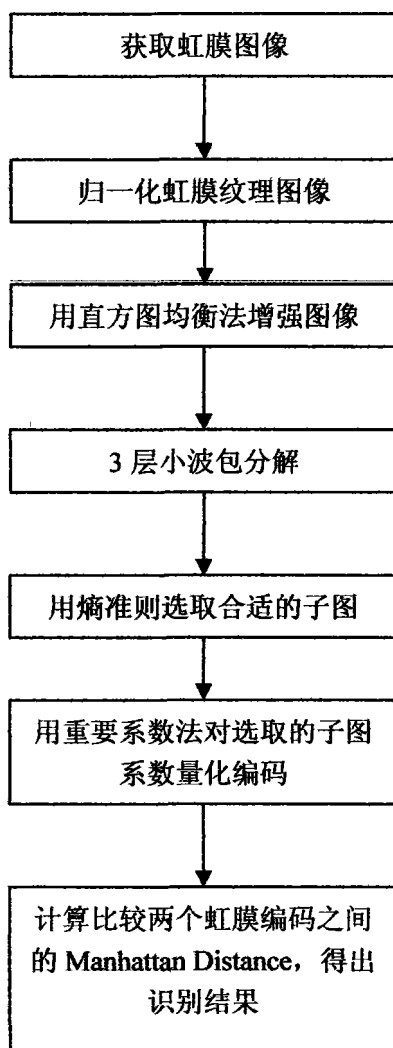 获取虹膜图像
归一化虹膜纹理图像
用直方图均衡法增强图像
3 层小波包分解
用熵准则选取合适的子图
用重要系数法对选取的子图
系数量化编码
计算比较两个虹膜编码之间
的 Manhattan Distance，得出
识别结果